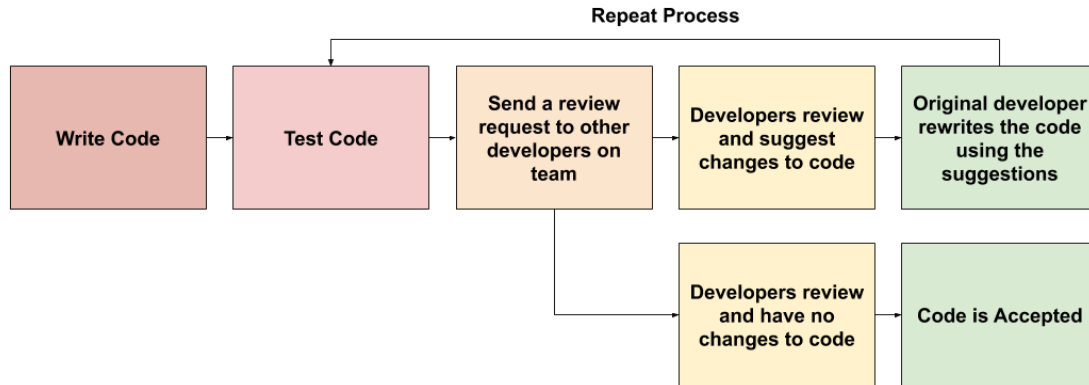 Repeat Process
Write Code
Test Code
Send a review
request to other
developers on
team
Developers review
and suggest
changes to code
Original developer
rewrites the code
using the
suggestions
Developers review
and have no
changes to code
Code is Accepted